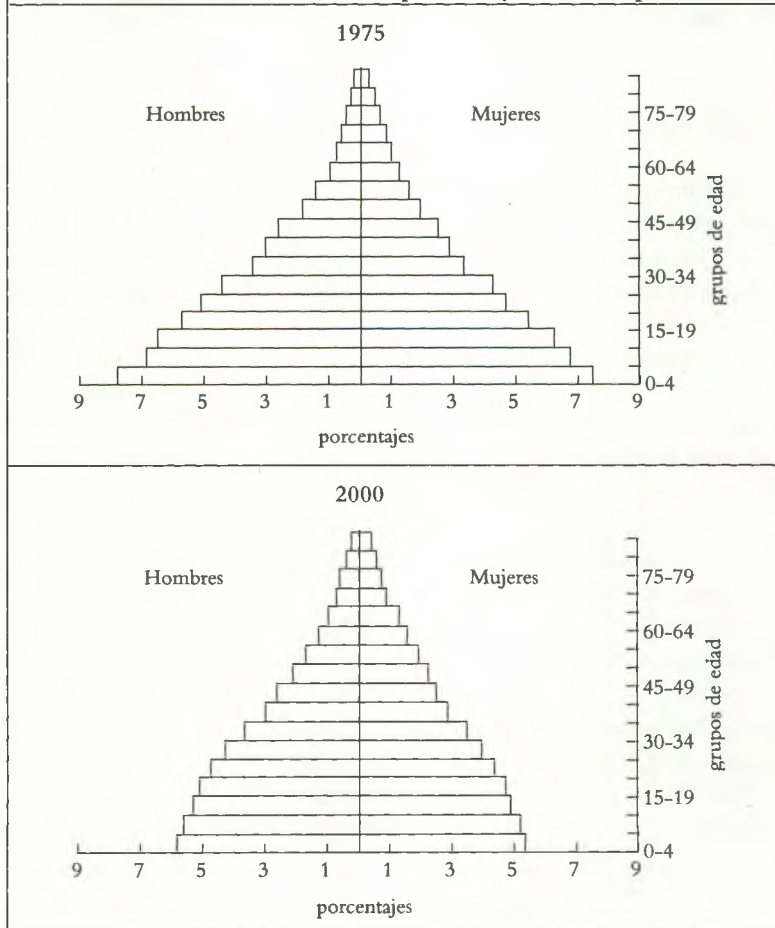 1975
Hombres Mujeres
75-79
60-64
45-49
30-34
15-19
0-4
grupos de edad
9 7 5 3 1 1 3 5 7 9
porcentajes
2000
Hombres Mujeres
75-79
60-64
45-49
30-34
15-19
0-4
grupos de edad
9 7 5 3 1 1 3 5 7 9
porcentajes